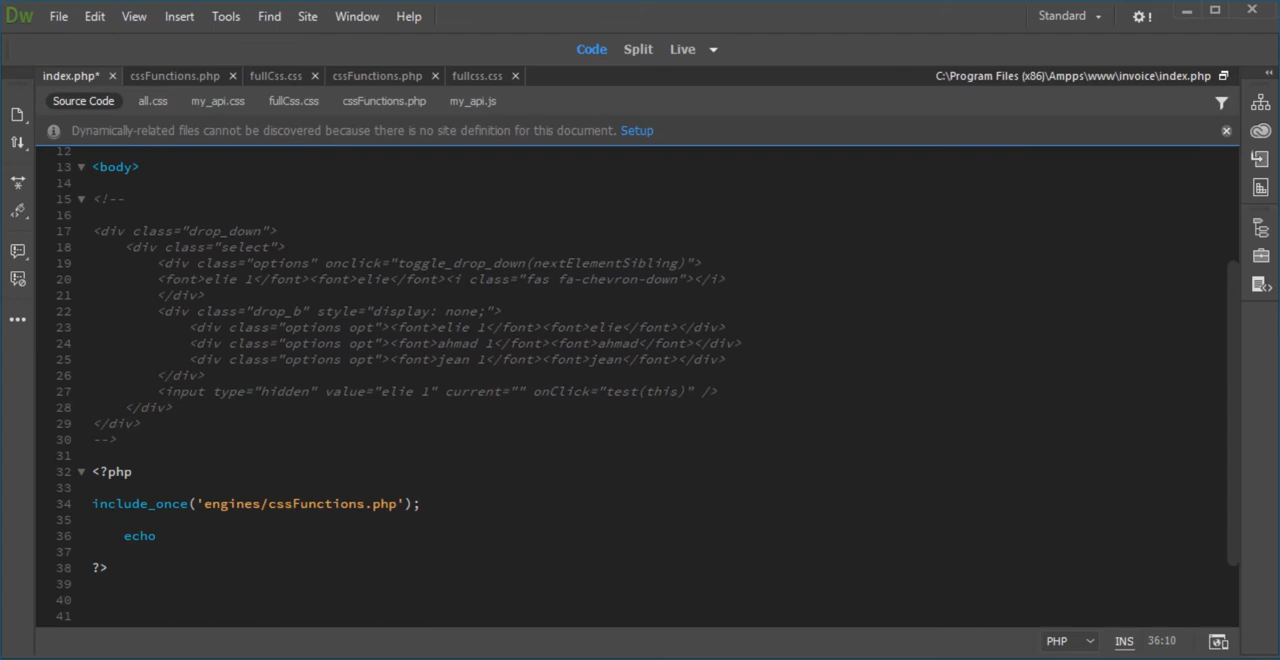 Dw File Edit View Insert Format Tools Find Site Window Help Standard !
Code Split Live
index.php* cssFunctions.php fullCss.css cssFunctions.php fullcss.css C:\Program Files (x86)\Ampps\www\invoice\index.php
Source Code all.css my_api.css fullCss.css cssFunctions.php my_api.js
Dynamically-related files cannot be discovered because there is no site definition for this document. Setup
12
13 <body>
14
15 <!--
16
17 <div class="drop_down">
18 <div class="select">
19 <div class="options" onclick="toggle_drop_down(nextElementSibling)">
20 <font>elie 1</font><font>elie</font><i class="fas fa-chevron-down"></i>
21 </div>
22 <div class="drop_b" style="display: none;">
23 <div class="options opt"><font>elie 1</font><font>elie</font></div>
24 <div class="options opt"><font>ahmad 1</font><font>ahmad</font></div>
25 <div class="options opt"><font>jean 1</font><font>jean</font></div>
26 </div>
27 <input type="hidden" value="elie 1" current="" onClick="test(this)" />
28 </div>
29 </div>
30 -->
31
32 <?php
33
34 include_once('engines/cssFunctions.php');
35
36 echo
37
38 ?>
39
40
41
PHP INS 36:10